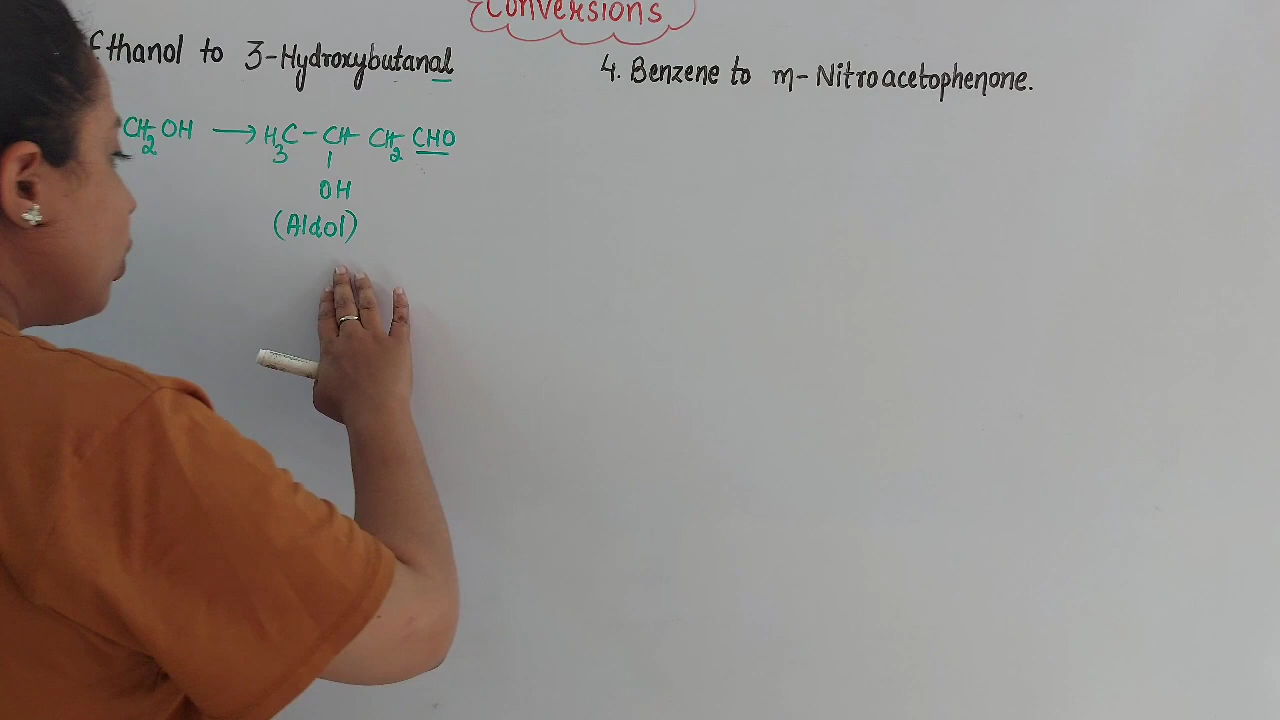 Conversions
Ethanol to 3-Hydroxybutanal
4. Benzene to m-Nitroacetophenone.
CH2OH ⟶ H3C - CH - CH2 CHO
|
OH
(Aldol)